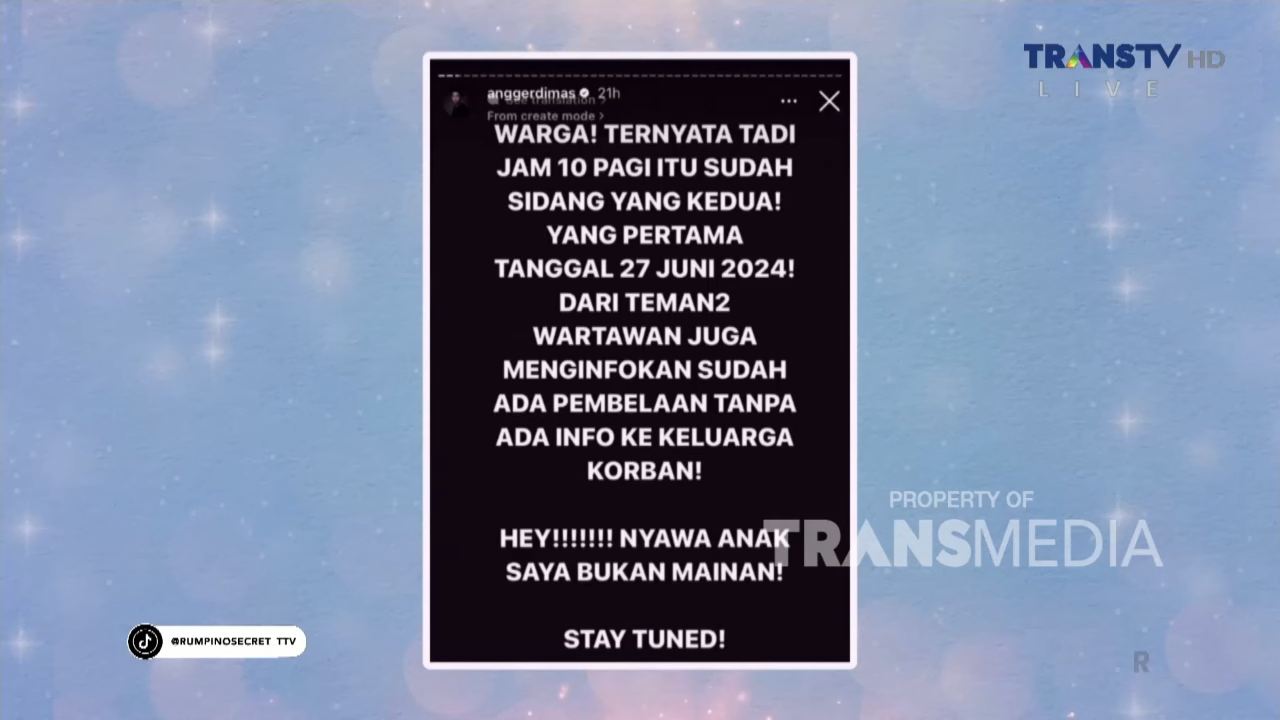 TRANSTV HD
LIVE
anggerdimas 21h
See translation >
From create mode >
WARGA! TERNYATA TADI
JAM 10 PAGI ITU SUDAH
SIDANG YANG KEDUA!
YANG PERTAMA
TANGGAL 27 JUNI 2024!
DARI TEMAN2
WARTAWAN JUGA
MENGINFOKAN SUDAH
ADA PEMBELAAN TANPA
ADA INFO KE KELUARGA
KORBAN!
HEY!!!!!!! NYAWA ANAK
SAYA BUKAN MAINAN!
STAY TUNED!
PROPERTY OF
TRANSMEDIA
@RUMPINOSECRET TTV
R